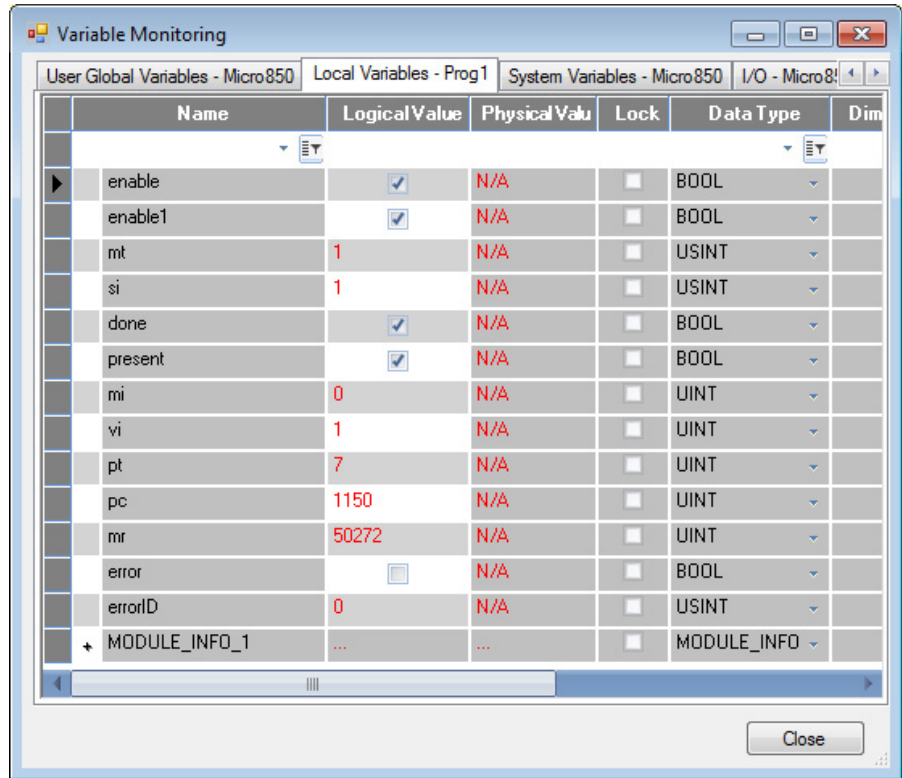 Variable Monitoring
User Global Variables - Micro850 Local Variables - Prog1 System Variables - Micro850 I/O - Micro8
Name Logical Value Physical Valu Lock Data Type Dim
enable N/A BOOL
enable1 N/A BOOL
mt 1 N/A USINT
si 1 N/A USINT
done N/A BOOL
present N/A BOOL
mi 0 N/A UINT
vi 1 N/A UINT
pt 7 N/A UINT
pc 1150 N/A UINT
mr 50272 N/A UINT
error N/A BOOL
errorID 0 N/A USINT
+ MODULE_INFO_1 ... ... MODULE_INFO
Close